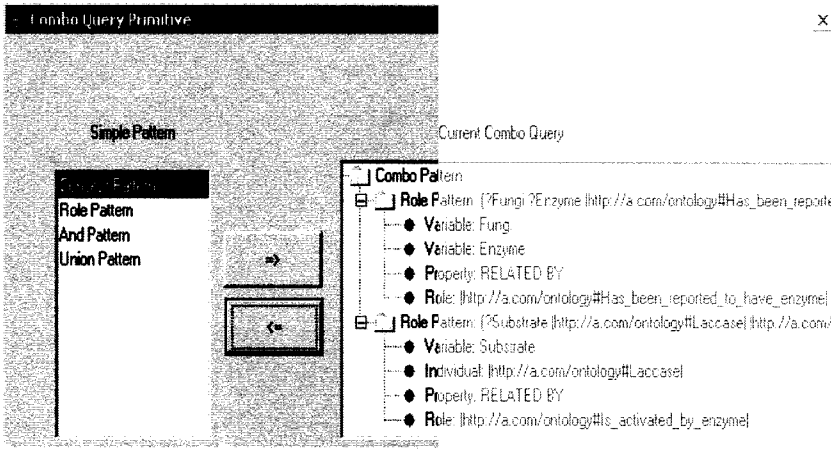 Combo Query Primitive
Simple Pattern
Current Combo Query
Role Pattern
And Pattern
Union Pattern
=>
<=
Combo Pattern
Role Pattern: (?Fungi ?Enzyme |http://a.com/ontology#Has_been_reporte
Variable: Fungi
Variable: Enzyme
Property: RELATED BY
Role: |http://a.com/ontology#Has_been_reported_to_have_enzyme|
Role Pattern: (?Substrate |http://a.com/ontology#Laccase| |http://a.com/
Variable: Substrate
Individual: |http://a.com/ontology#Laccase|
Property: RELATED BY
Role: |http://a.com/ontology#Is_activated_by_enzyme|